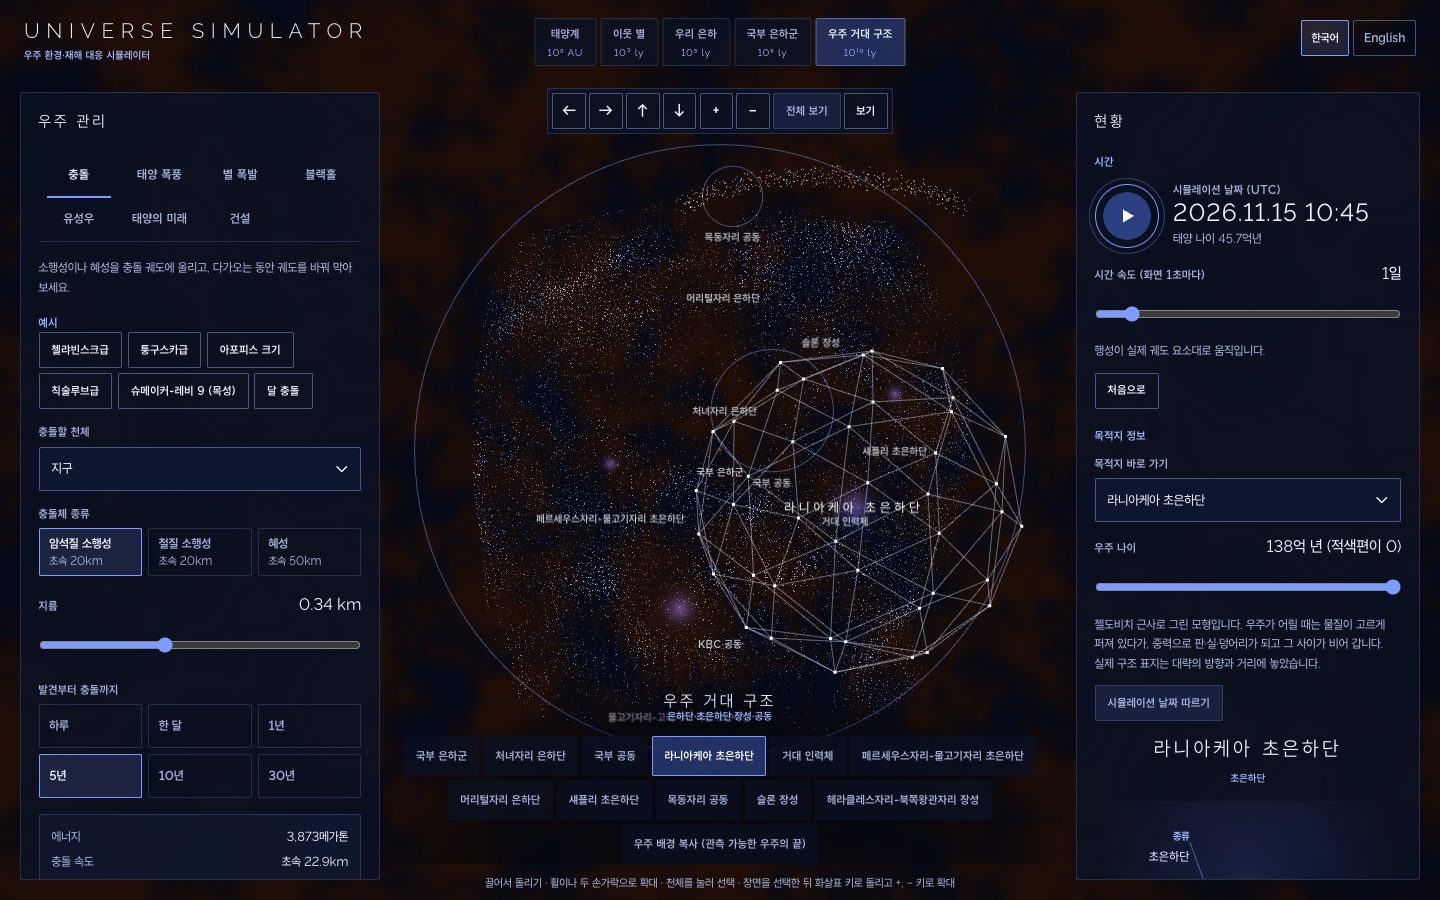 UNIVERSE SIMULATOR
우주 환경·재해 대응 시뮬레이터
태양계
10⁰ AU
이웃 별
10³ ly
우리 은하
10⁵ ly
국부 은하군
10⁶ ly
우주 거대 구조
10¹⁰ ly
한국어
English
우주 관리
충돌
태양 폭풍
별 폭발
블랙홀
유성우
태양의 미래
건설
소행성이나 혜성을 충돌 궤도에 올리고, 다가오는 동안 궤도를 바꿔 막아
보세요.
예시
첼랴빈스크급
퉁구스카급
아포피스 크기
칙술루브급
슈메이커-레비 9 (목성)
달 충돌
충돌할 천체
지구
충돌체 종류
암석질 소행성
초속 20km
철질 소행성
초속 20km
혜성
초속 50km
지름
0.34 km
발견부터 충돌까지
하루
한 달
1년
5년
10년
30년
에너지
3,873메가톤
충돌 속도
초속 22.9km
← → ↑ ↓ + −
전체 보기
보기
목동자리 공동
머리털자리 은하단
슬론 장성
처녀자리 은하단
섀플리 초은하단
국부 은하군
국부 공동
라니아케아 초은하단
거대 인력체
페르세우스자리-물고기자리 초은하단
KBC 공동
우주 거대 구조
은하단·초은하단·장성·공동
국부 은하군
처녀자리 은하단
국부 공동
라니아케아 초은하단
거대 인력체
페르세우스자리-물고기자리 초은하단
머리털자리 은하단
섀플리 초은하단
목동자리 공동
슬론 장성
헤라클레스자리-북쪽왕관자리 장성
우주 배경 복사 (관측 가능한 우주의 끝)
끌어서 돌리기 · 휠이나 두 손가락으로 확대 · 천체를 눌러 선택 · 장면을 선택한 뒤 화살표 키로 돌리고 +, − 키로 확대
현황
시간
시뮬레이션 날짜 (UTC)
2026.11.15 10:45
태양 나이 45.7억년
시간 속도 (화면 1초마다)
1일
행성이 실제 궤도 요소대로 움직입니다.
처음으로
목적지 정보
목적지 바로 가기
라니아케아 초은하단
우주 나이
138억 년 (적색편이 0)
젤도비치 근사로 그린 모형입니다. 우주가 어릴 때는 물질이 고르게
퍼져 있다가, 중력으로 판·실·덩어리가 되고 그 사이가 비어 갑니다.
실제 구조 표지는 대략의 방향과 거리에 놓았습니다.
시뮬레이션 날짜 따르기
라니아케아 초은하단
초은하단
종류
초은하단